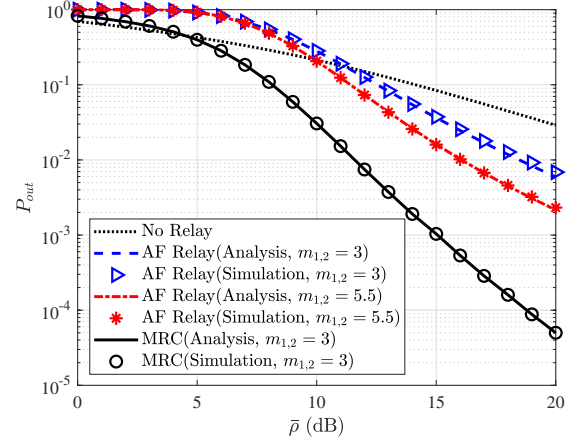 10^0
10^-1
10^-2
10^-3
10^-4
10^-5
P_out
No Relay
AF Relay(Analysis, m_1,2 = 3)
AF Relay(Simulation, m_1,2 = 3)
AF Relay(Analysis, m_1,2 = 5.5)
AF Relay(Simulation, m_1,2 = 5.5)
MRC(Analysis, m_1,2 = 3)
MRC(Simulation, m_1,2 = 3)
0 5 10 15 20
ρ̄ (dB)